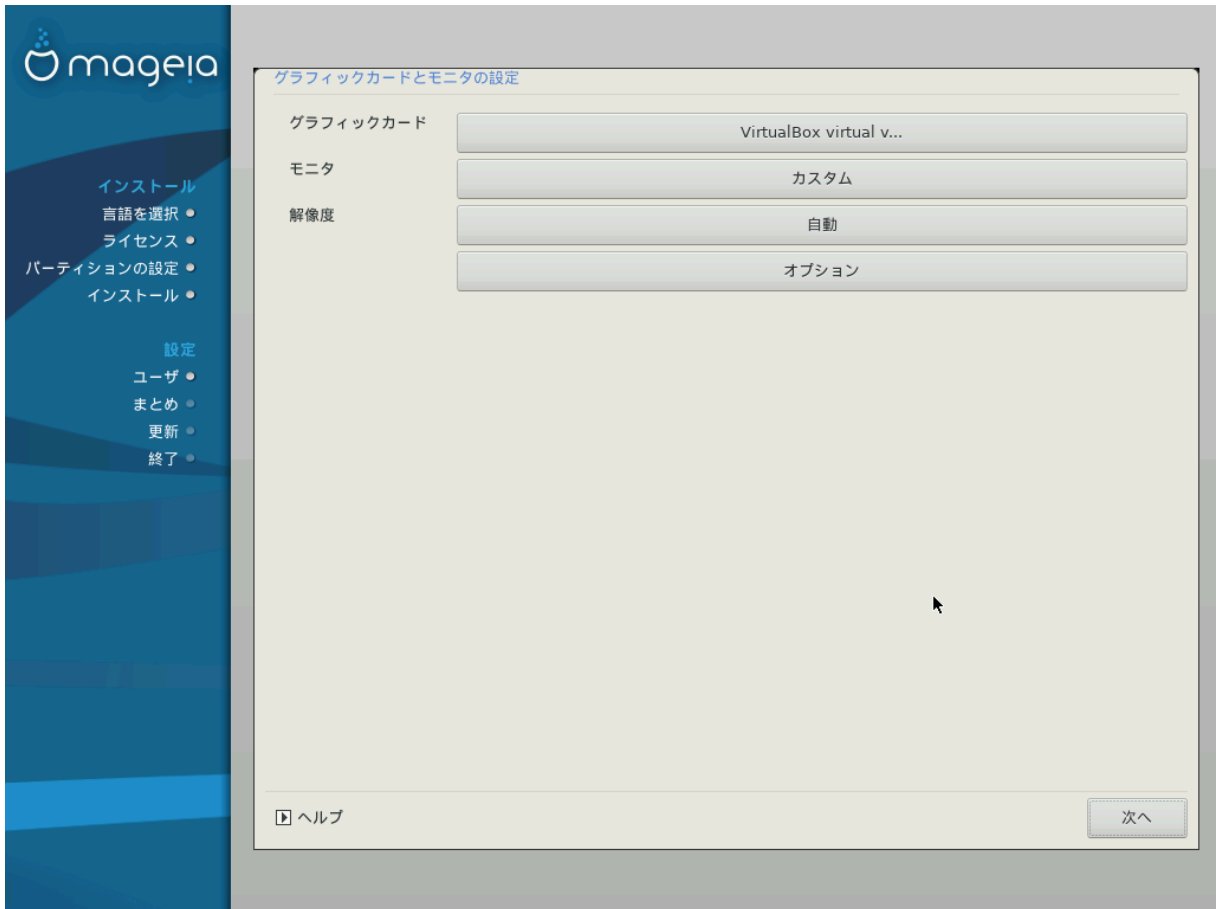 mageia
インストール
言語を選択
ライセンス
パーティションの設定
インストール
設定
ユーザ
まとめ
更新
終了
グラフィックカードとモニタの設定
グラフィックカード
VirtualBox virtual v...
モニタ
カスタム
解像度
自動
オプション
ヘルプ
次へ